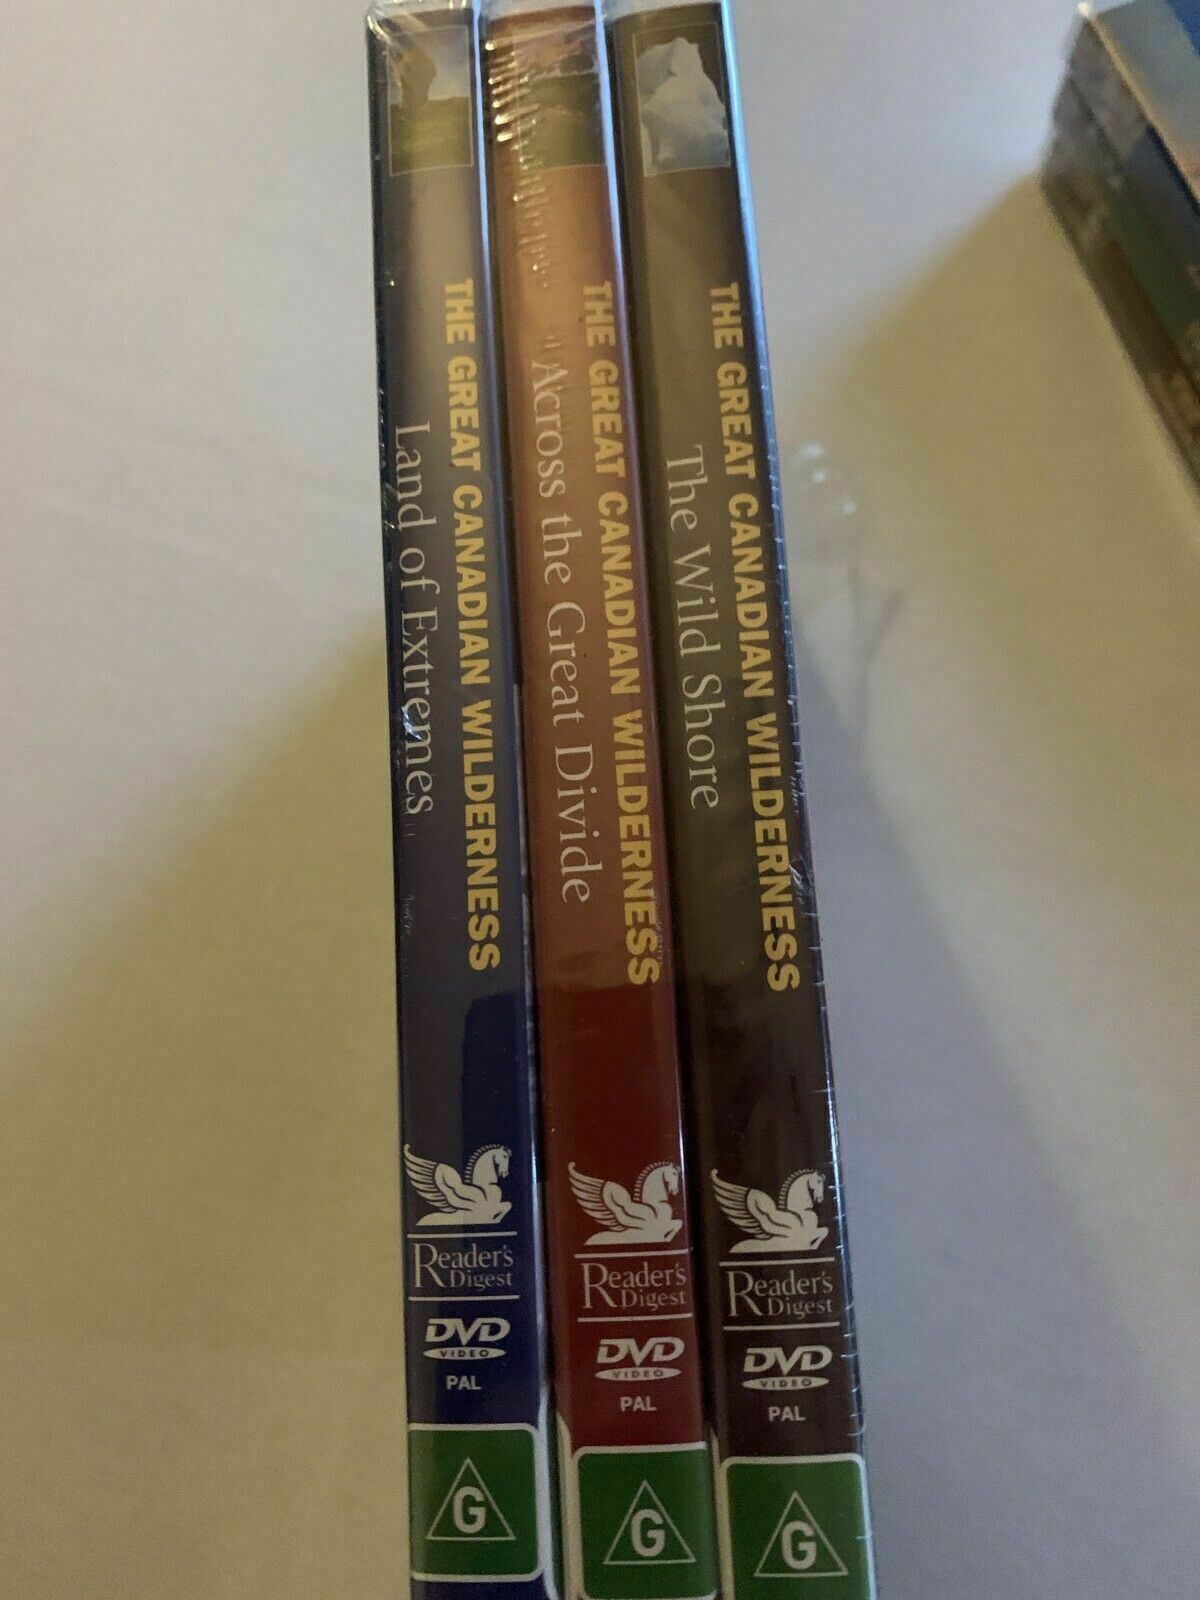 THE GREAT CANADIAN WILDERNESS
Land of Extremes
Reader's
Digest
DVD
VIDEO
PAL
G
THE GREAT CANADIAN WILDERNESS
Across the Great Divide
Reader's
Digest
DVD
VIDEO
PAL
G
THE GREAT CANADIAN WILDERNESS
The Wild Shore
Reader's
Digest
DVD
VIDEO
PAL
G